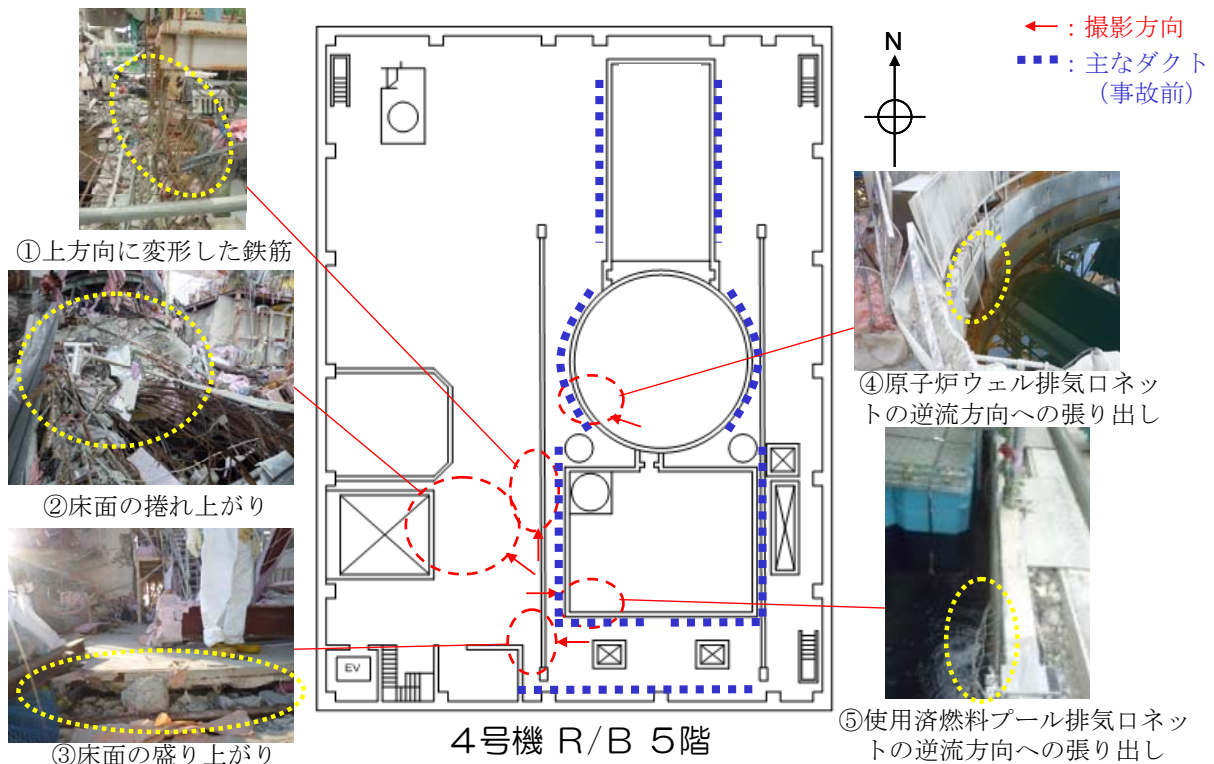 ←：撮影方向
：主なダクト
（事故前）
N
①上方向に変形した鉄筋
②床面の捲れ上がり
③床面の盛り上がり
④原子炉ウェル排気ロネッ
トの逆流方向への張り出し
⑤使用済燃料プール排気ロネッ
トの逆流方向への張り出し
EV
4号機 R/B 5階